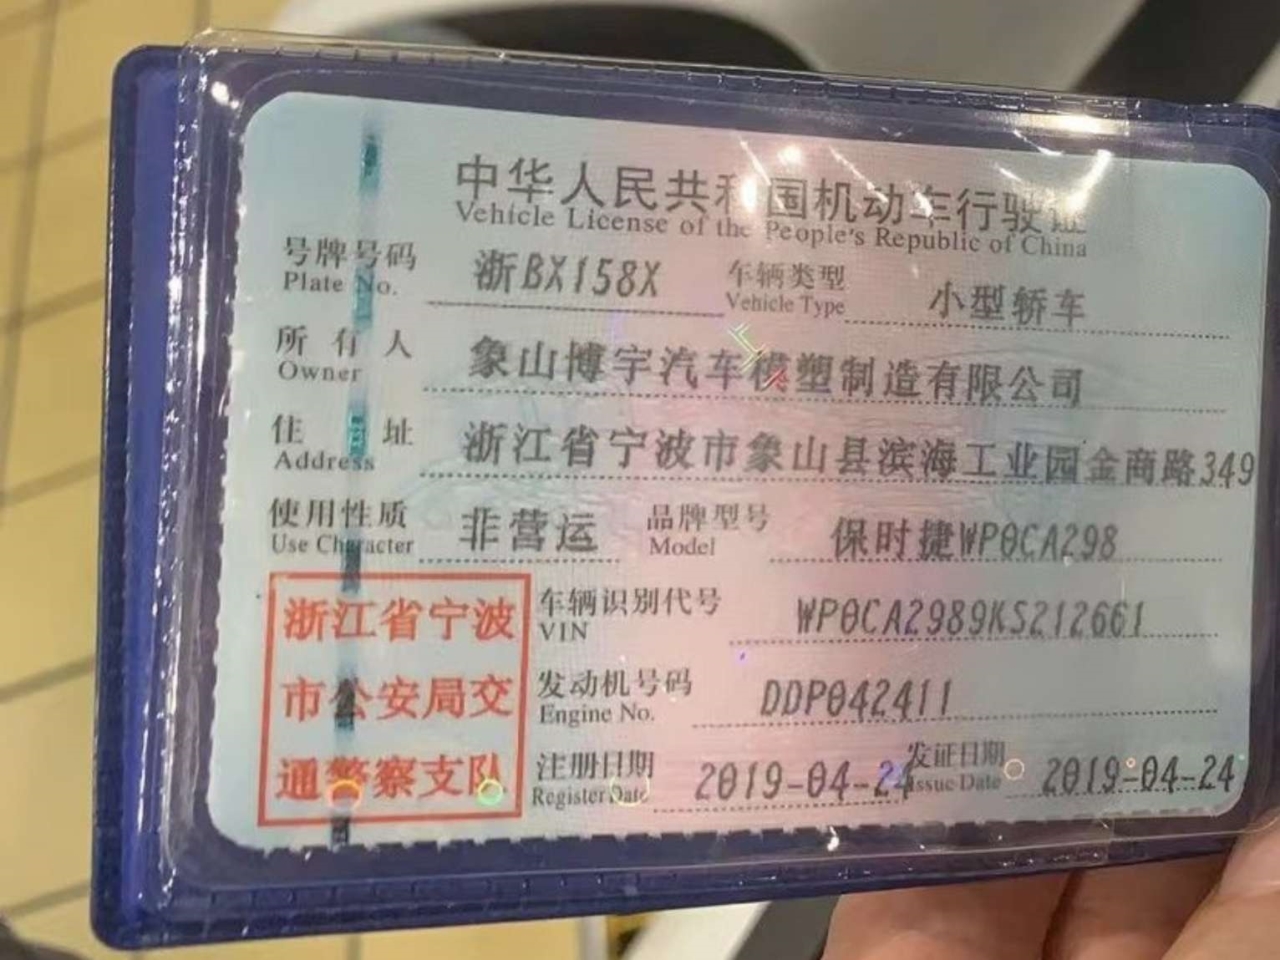 中华人民共和国机动车行驶证
Vehicle License of the People's Republic of China
号牌号码 浙BX158X 车辆类型 小型轿车
Plate No. Vehicle Type
所有人 象山博宇汽车模塑制造有限公司
Owner
住址 浙江省宁波市象山县滨海工业园金商路349
Address
使用性质 非营运 品牌型号 保时捷WP0CA298
Use Character Model
浙江省宁波
市公安局交
通警察支队
车辆识别代号 WP0CA2989KS212661
VIN
发动机号码 DDP042411
Engine No.
注册日期 2019-04-24 发证日期 2019-04-24
Register Date Issue Date